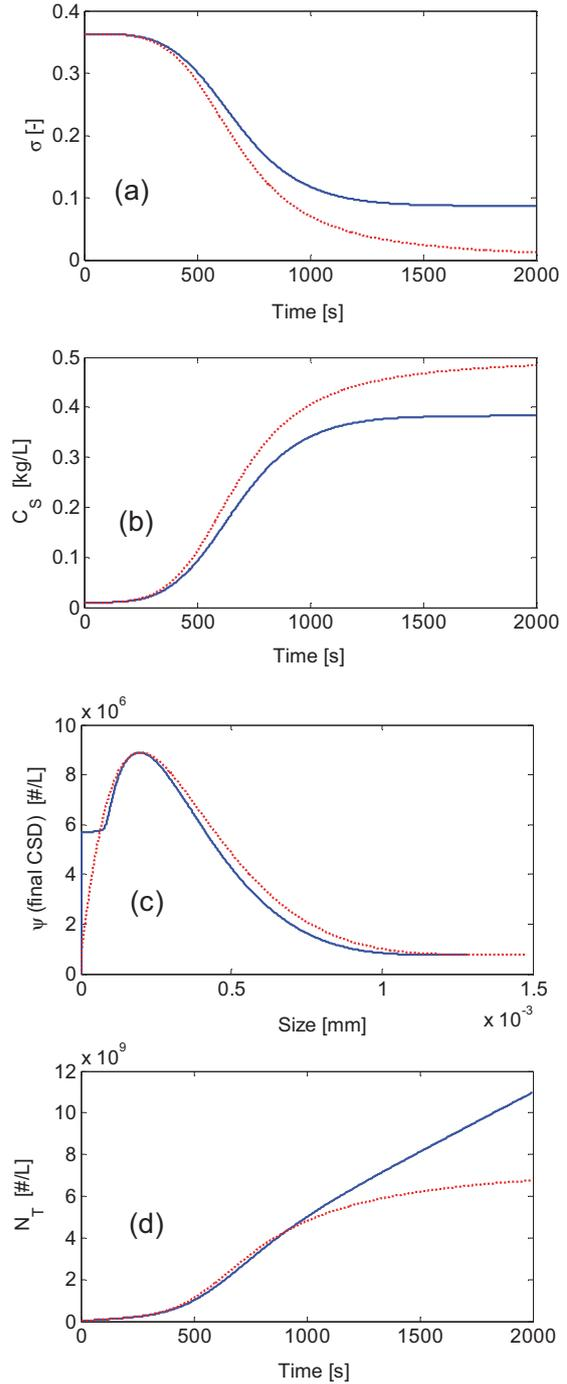 0.4
0.3
0.2
0.1
0
σ [-]
(a)
0 500 1000 1500 2000
Time [s]
0.5
0.4
0.3
0.2
0.1
0
C_S [kg/L]
(b)
0 500 1000 1500 2000
Time [s]
x 10^6
10
8
6
4
2
0
ψ (final CSD) [#/L]
(c)
0 0.5 1 1.5
Size [mm]
x 10^-3
x 10^9
12
10
8
6
4
2
0
N_T [#/L]
(d)
0 500 1000 1500 2000
Time [s]